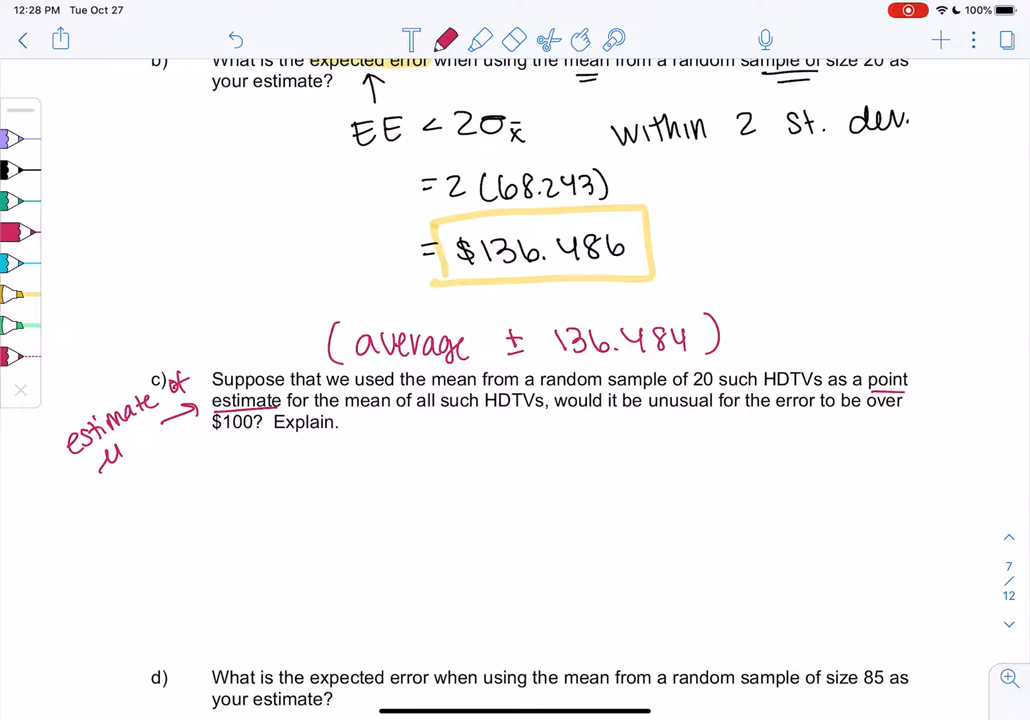 12:28 PM Tue Oct 27
100%
b) What is the expected error when using the mean from a random sample of size 20 as
your estimate?
EE < 2σx̄ within 2 St. dev.
= 2 (68.243)
= $136.486
(average ± 136.484)
c) Suppose that we used the mean from a random sample of 20 such HDTVs as a point
estimate for the mean of all such HDTVs, would it be unusual for the error to be over
$100? Explain.
estimate of
μ
7
/
12
d) What is the expected error when using the mean from a random sample of size 85 as
your estimate?